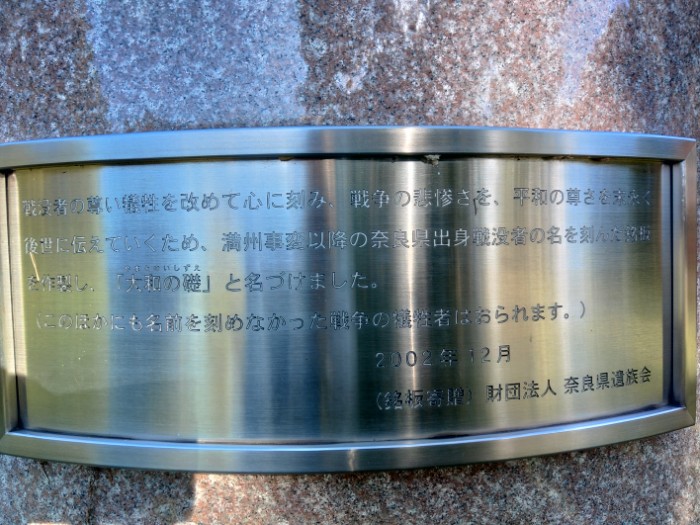 戦没者の尊い犠牲を改めて心に刻み、戦争の悲惨さを、平和の尊さを末永く
後世に伝えていくため、満州事変以降の奈良県出身戦没者の名を刻んだ銘板
を作製し、「大和の礎」と名づけました。
(このほかにも名前を刻めなかった戦争の犠牲者はおられます。)
2002年12月
(銘板寄贈) 財団法人 奈良県遺族会